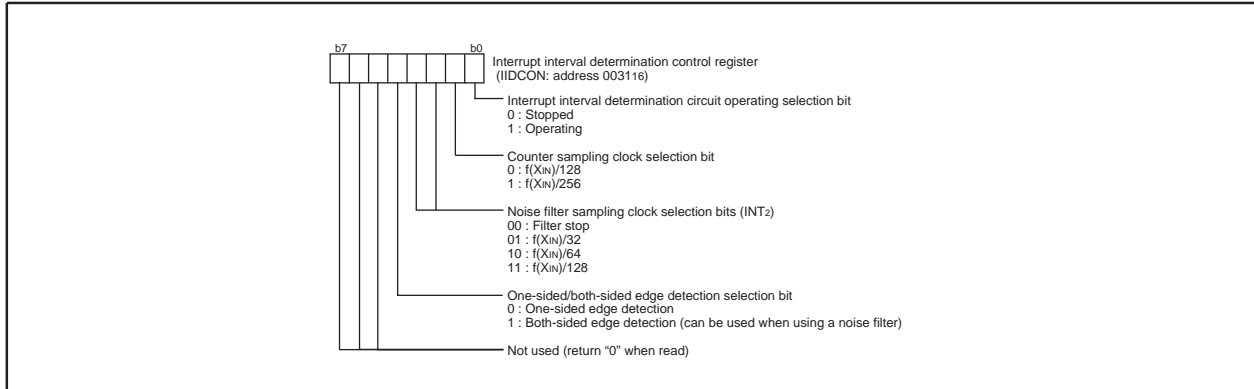 b7 b0
Interrupt interval determination control register
(IIDCON: address 003116)
Interrupt interval determination circuit operating selection bit
0 : Stopped
1 : Operating
Counter sampling clock selection bit
0 : f(XIN)/128
1 : f(XIN)/256
Noise filter sampling clock selection bits (INT2)
00 : Filter stop
01 : f(XIN)/32
10 : f(XIN)/64
11 : f(XIN)/128
One-sided/both-sided edge detection selection bit
0 : One-sided edge detection
1 : Both-sided edge detection (can be used when using a noise filter)
Not used (return “0” when read)